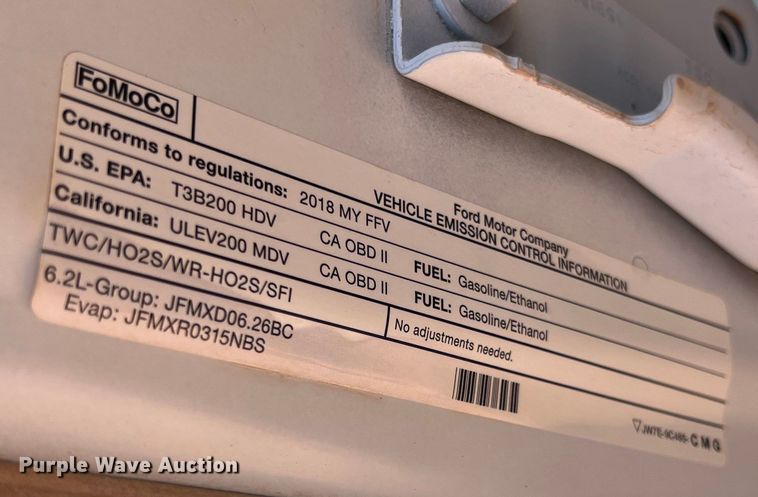 FoMoCo
Ford Motor Company
VEHICLE EMISSION CONTROL INFORMATION
Conforms to regulations: 2018 MY FFV
U.S. EPA: T3B200 HDV CA OBD II FUEL: Gasoline/Ethanol
California: ULEV200 MDV CA OBD II FUEL: Gasoline/Ethanol
TWC/HO2S/WR-HO2S/SFI No adjustments needed.
6.2L-Group: JFMXD06.26BC
Evap: JFMXR0315NBS
JW7E-9C485- C M G
Purple Wave Auction